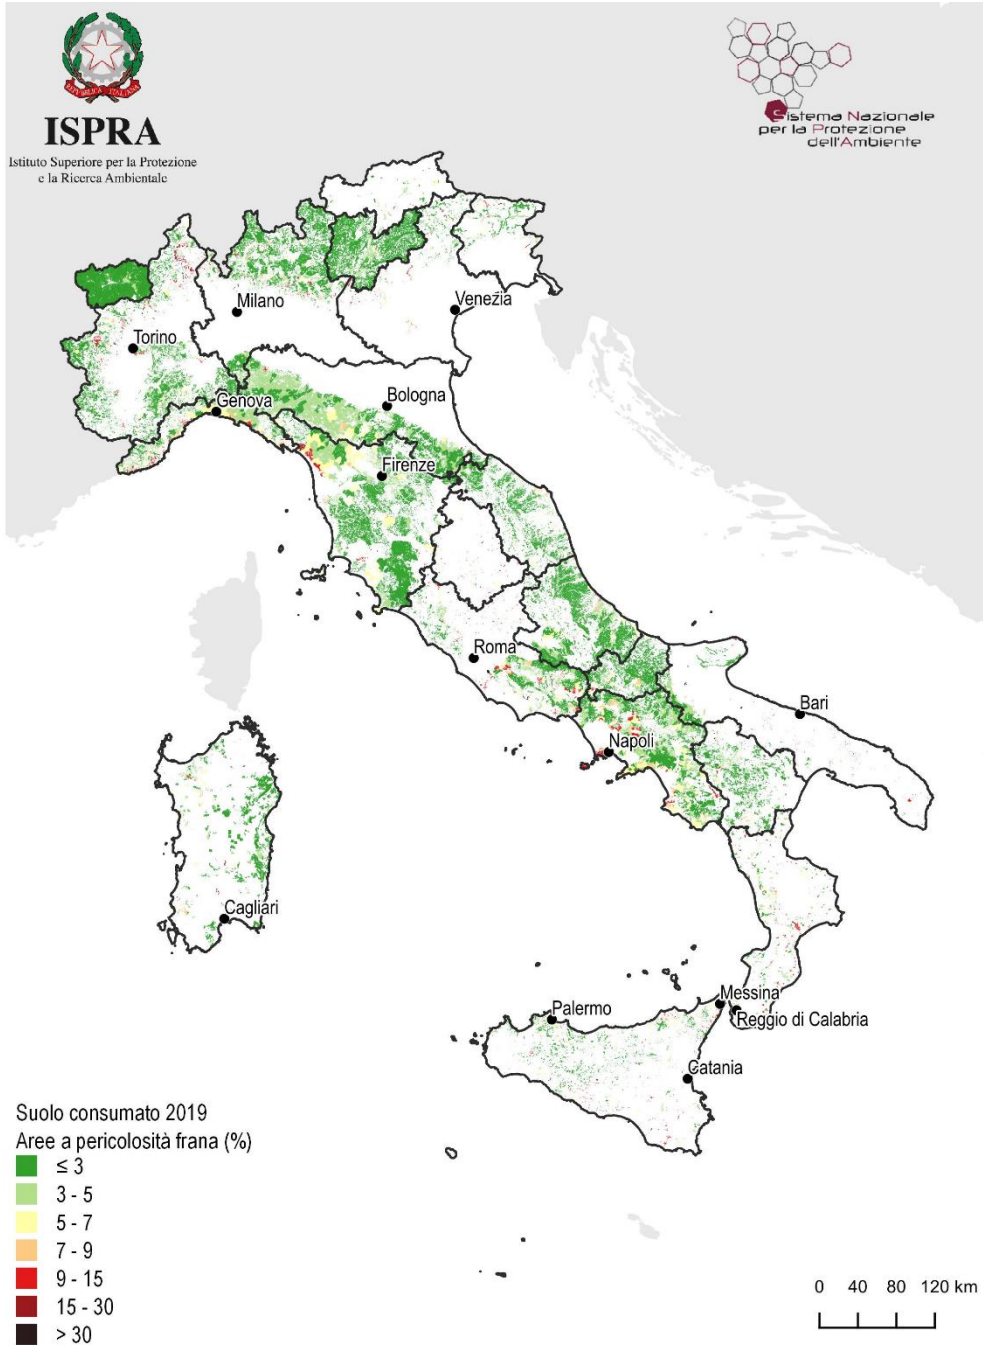 REPVBBLICA ITALIANA
ISPRA
Istituto Superiore per la Protezione
e la Ricerca Ambientale
Sistema Nazionale
per la Protezione
dell'Ambiente
Milano
Venezia
Torino
Genova
Bologna
Firenze
Roma
Bari
Napoli
Cagliari
Messina
Palermo
Reggio di Calabria
Catania
Suolo consumato 2019
Aree a pericolosità frana (%)
≤ 3
3 - 5
5 - 7
7 - 9
9 - 15
15 - 30
> 30
0 40 80 120 km